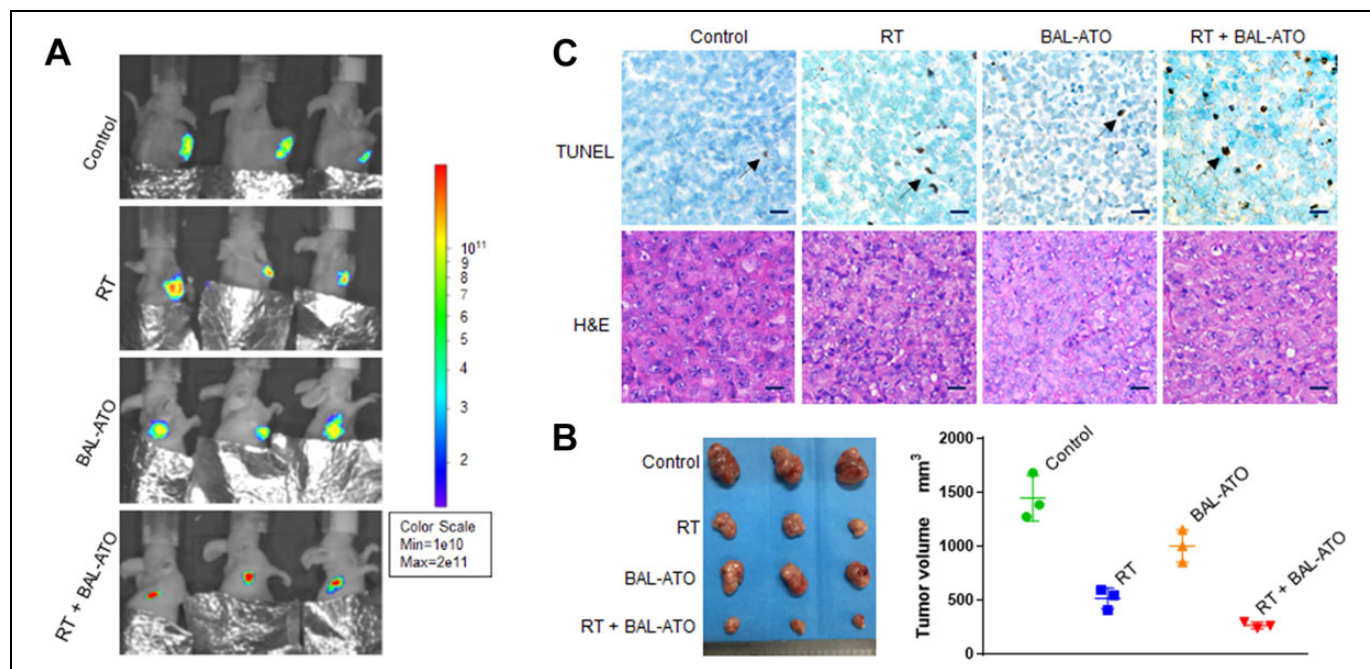 A
Control
RT
BAL-ATO
RT + BAL-ATO
10¹¹
9
8
7
6
5
4
3
2
Color Scale
Min=1e10
Max=2e11
C
Control RT BAL-ATO RT + BAL-ATO
TUNEL
H&E
B
Control
RT
BAL-ATO
RT + BAL-ATO
Tumor volume mm³
2000
1500
1000
500
0
Control
RT
BAL-ATO
RT + BAL-ATO